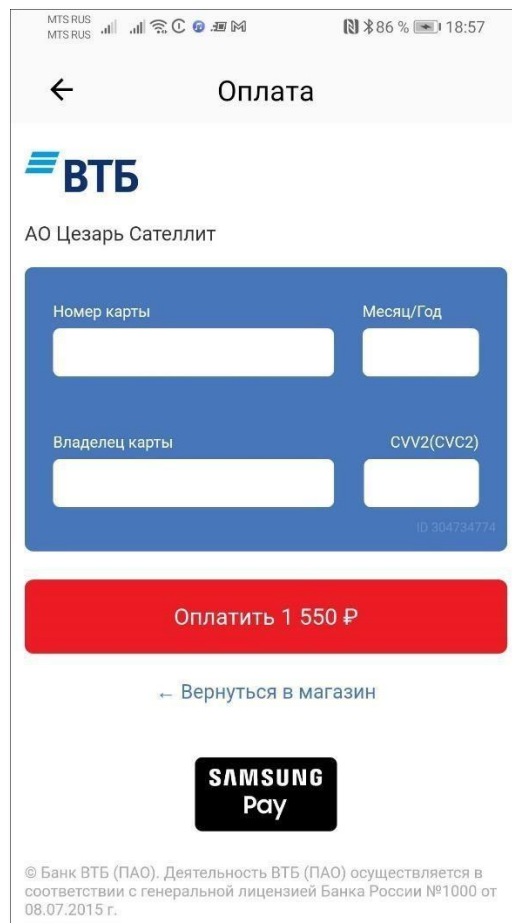 MTS RUS
MTS RUS
86 % 18:57
Оплата
ВТБ
АО Цезарь Сателлит
Номер карты Месяц/Год
Владелец карты CVV2(CVC2)
ID 304734774
Оплатить 1 550 ₽
← Вернуться в магазин
SAMSUNG
Pay
© Банк ВТБ (ПАО). Деятельность ВТБ (ПАО) осуществляется в
соответствии с генеральной лицензией Банка России №1000 от
08.07.2015 г.